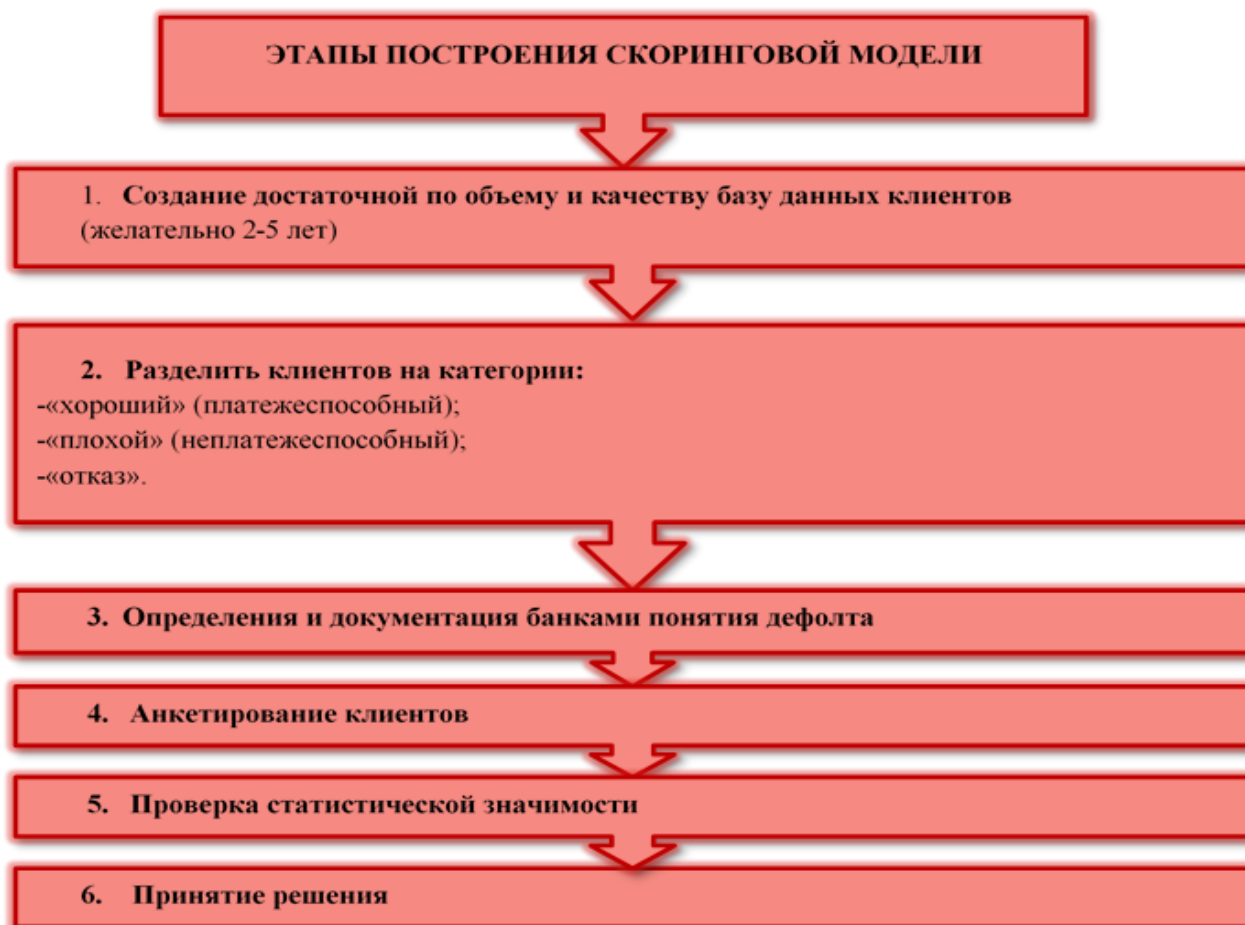 ЭТАПЫ ПОСТРОЕНИЯ СКОРИНГОВОЙ МОДЕЛИ
1. Создание достаточной по объему и качеству базу данных клиентов
(желательно 2-5 лет)
2. Разделить клиентов на категории:
-«хороший» (платежеспособный);
-«плохой» (неплатежеспособный);
-«отказ».
3. Определения и документация банками понятия дефолта
4. Анкетирование клиентов
5. Проверка статистической значимости
6. Принятие решения